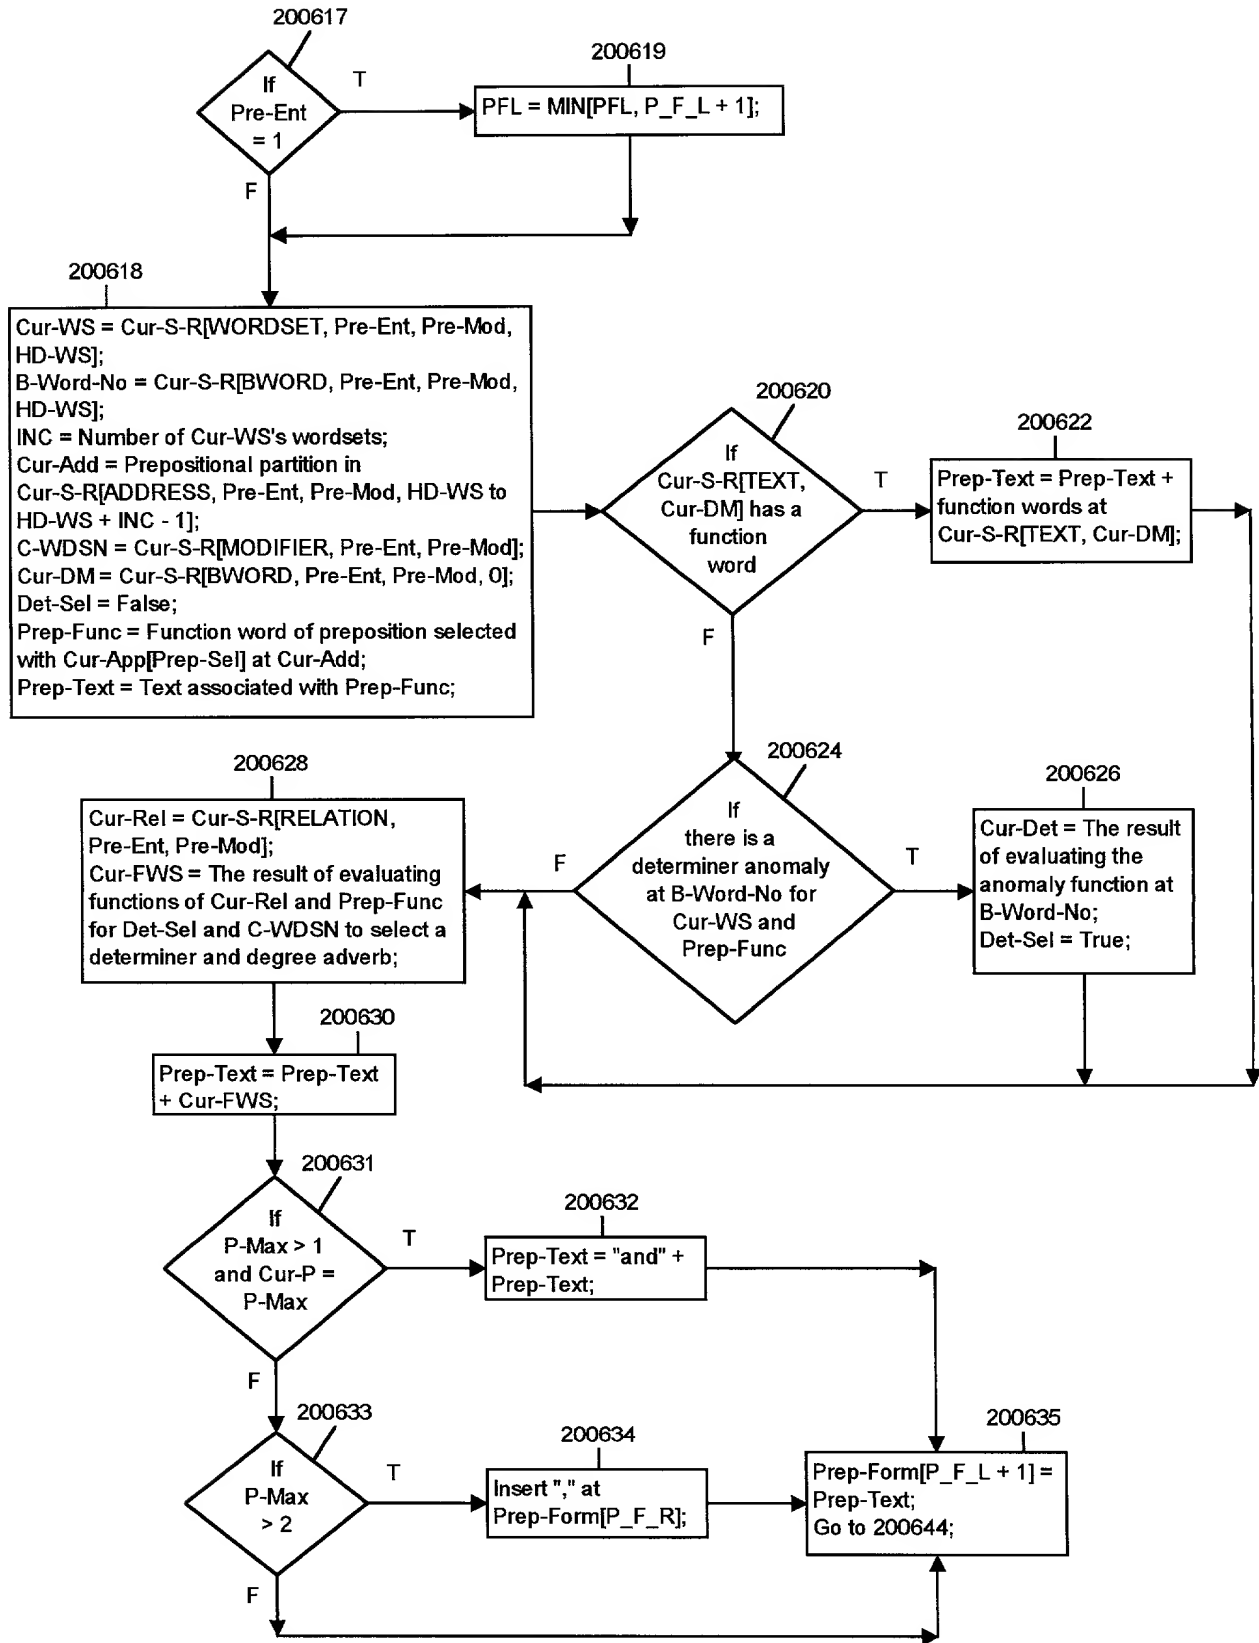 200617
If
Pre-Ent
= 1
T
F
200619
PFL = MIN[PFL, P_F_L + 1];
200618
Cur-WS = Cur-S-R[WORDSET, Pre-Ent, Pre-Mod,
HD-WS];
B-Word-No = Cur-S-R[BWORD, Pre-Ent, Pre-Mod,
HD-WS];
INC = Number of Cur-WS's wordsets;
Cur-Add = Prepositional partition in
Cur-S-R[ADDRESS, Pre-Ent, Pre-Mod, HD-WS to
HD-WS + INC - 1];
C-WDSN = Cur-S-R[MODIFIER, Pre-Ent, Pre-Mod];
Cur-DM = Cur-S-R[BWORD, Pre-Ent, Pre-Mod, 0];
Det-Sel = False;
Prep-Func = Function word of preposition selected
with Cur-App[Prep-Sel] at Cur-Add;
Prep-Text = Text associated with Prep-Func;
200620
If
Cur-S-R[TEXT,
Cur-DM] has a
function
word
T
F
200622
Prep-Text = Prep-Text +
function words at
Cur-S-R[TEXT, Cur-DM];
200624
If
there is a
determiner anomaly
at B-Word-No for
Cur-WS and
Prep-Func
F
T
200626
Cur-Det = The result
of evaluating the
anomaly function at
B-Word-No;
Det-Sel = True;
200628
Cur-Rel = Cur-S-R[RELATION,
Pre-Ent, Pre-Mod];
Cur-FWS = The result of evaluating
functions of Cur-Rel and Prep-Func
for Det-Sel and C-WDSN to select a
determiner and degree adverb;
200630
Prep-Text = Prep-Text
+ Cur-FWS;
200631
If
P-Max > 1
and Cur-P =
P-Max
T
F
200632
Prep-Text = "and" +
Prep-Text;
200633
If
P-Max
> 2
T
F
200634
Insert "," at
Prep-Form[P_F_R];
200635
Prep-Form[P_F_L + 1] =
Prep-Text;
Go to 200644;